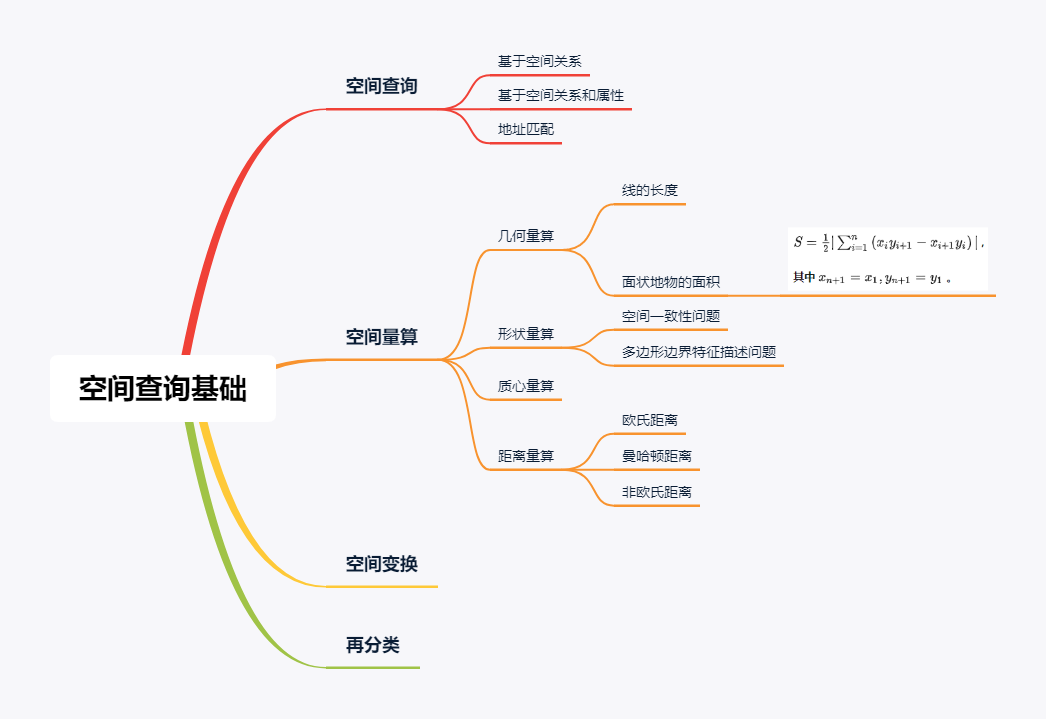 空间查询基础
空间查询
基于空间关系
基于空间关系和属性
地址匹配
空间量算
几何量算
线的长度
面状地物的面积
S = \frac{1}{2} | \sum_{i=1}^{n} (x_i y_{i+1} - x_{i+1} y_i) | ,
其中 x_{n+1} = x_1, y_{n+1} = y_1 。
形状量算
空间一致性问题
多边形边界特征描述问题
质心量算
距离量算
欧氏距离
曼哈顿距离
非欧氏距离
空间变换
再分类